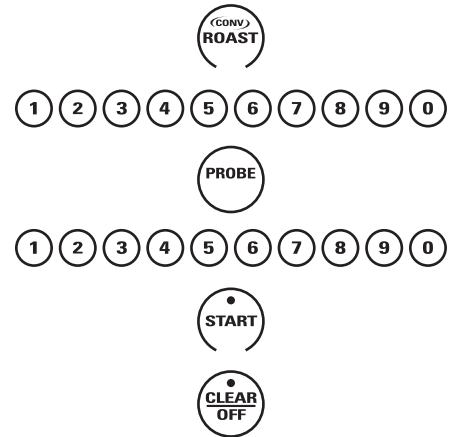 CONV
ROAST
1 2 3 4 5 6 7 8 9 0
PROBE
1 2 3 4 5 6 7 8 9 0
START
CLEAR
OFF